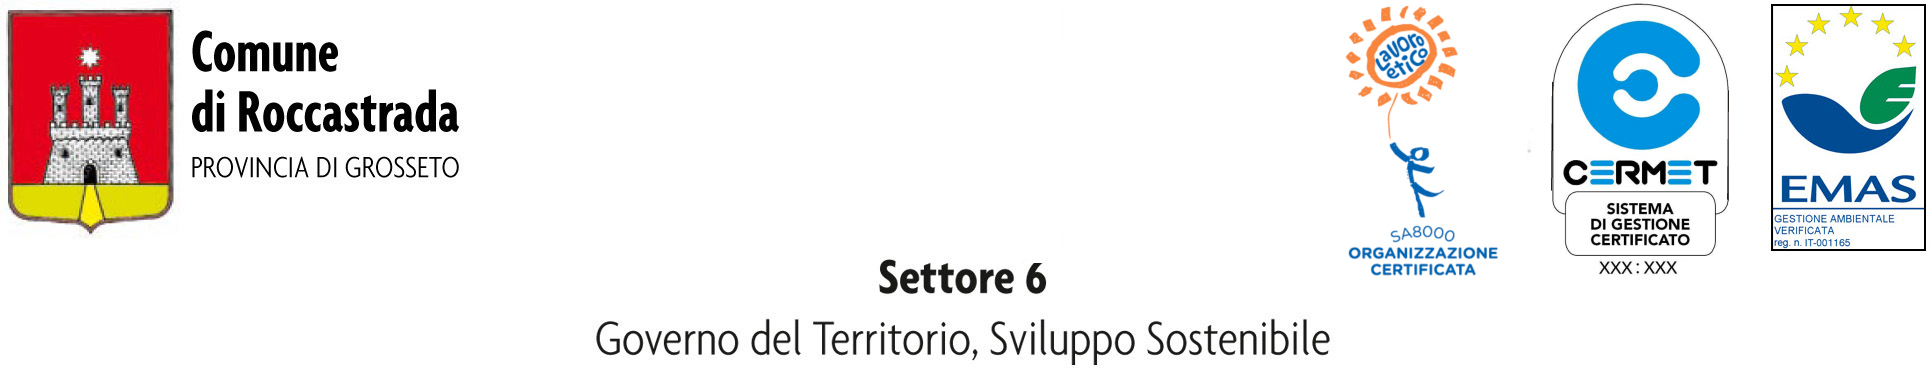 Comune
di Roccastrada
PROVINCIA DI GROSSETO
Lavoro
etico
SA8000
ORGANIZZAZIONE
CERTIFICATA
CERMET
SISTEMA
DI GESTIONE
CERTIFICATO
XXX : XXX
EMAS
GESTIONE AMBIENTALE
VERIFICATA
reg. n. IT-001165
Settore 6
Governo del Territorio, Sviluppo Sostenibile